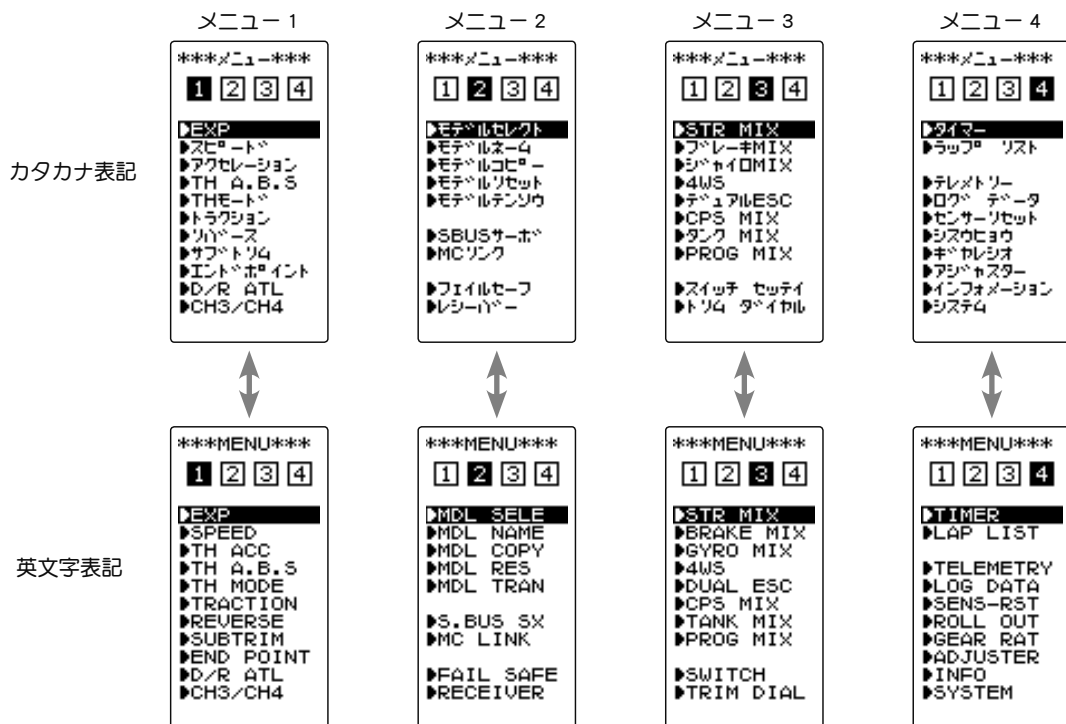 メニュー 1
***メニュー***
1 2 3 4
▶EXP
▶スピード
▶アクセレーション
▶TH A.B.S
▶THモード
▶トラクション
▶リバース
▶サブトリム
▶エンドポイント
▶D/R ATL
▶CH3/CH4
メニュー 2
***メニュー***
1 2 3 4
▶モデルセレクト
▶モデルネーム
▶モデルコピー
▶モデルリセット
▶モデルテンソウ
▶SBUSサーボ
▶MCリンク
▶フェイルセーフ
▶レシーバー
メニュー 3
***メニュー***
1 2 3 4
▶STR MIX
▶ブレーキMIX
▶ジャイロMIX
▶4WS
▶デュアルESC
▶CPS MIX
▶タンク MIX
▶PROG MIX
▶スイッチ セッテイ
▶トリム ダイヤル
メニュー 4
***メニュー***
1 2 3 4
▶タイマー
▶ラップ リスト
▶テレメトリー
▶ログ データ
▶センサーリセット
▶シスウヒョウ
▶ギヤレシオ
▶アジャスター
▶インフォメーション
▶システム
カタカナ表記
英文字表記
***MENU***
1 2 3 4
▶EXP
▶SPEED
▶TH ACC
▶TH A.B.S
▶TH MODE
▶TRACTION
▶REVERSE
▶SUBTRIM
▶END POINT
▶D/R ATL
▶CH3/CH4
***MENU***
1 2 3 4
▶MDL SELE
▶MDL NAME
▶MDL COPY
▶MDL RES
▶MDL TRAN
▶S.BUS SX
▶MC LINK
▶FAIL SAFE
▶RECEIVER
***MENU***
1 2 3 4
▶STR MIX
▶BRAKE MIX
▶GYRO MIX
▶4WS
▶DUAL ESC
▶CPS MIX
▶TANK MIX
▶PROG MIX
▶SWITCH
▶TRIM DIAL
***MENU***
1 2 3 4
▶TIMER
▶LAP LIST
▶TELEMETRY
▶LOG DATA
▶SENS-RST
▶ROLL OUT
▶GEAR RAT
▶ADJUSTER
▶INFO
▶SYSTEM